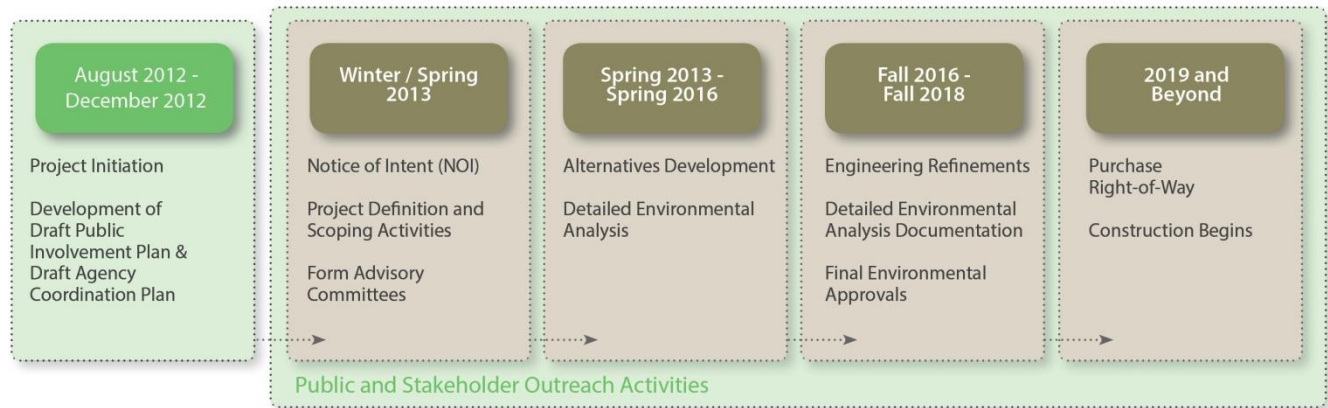 August 2012 -
December 2012
Project Initiation
Development of
Draft Public
Involvement Plan &
Draft Agency
Coordination Plan
Winter / Spring
2013
Notice of Intent (NOI)
Project Definition and
Scoping Activities
Form Advisory
Committees
Spring 2013 -
Spring 2016
Alternatives Development
Detailed Environmental
Analysis
Fall 2016 -
Fall 2018
Engineering Refinements
Detailed Environmental
Analysis Documentation
Final Environmental
Approvals
2019 and
Beyond
Purchase
Right-of-Way
Construction Begins
Public and Stakeholder Outreach Activities